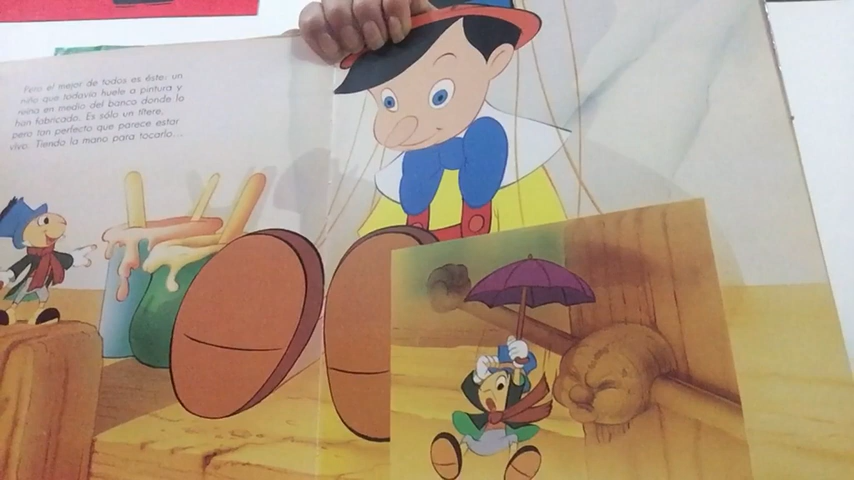 Pero el mejor de todos es éste: un
niño que todavía huele a pintura y
reina en medio del banco donde lo
han fabricado. Es sólo un títere,
pero tan perfecto que parece estar
vivo. Tiendo la mano para tocarlo...